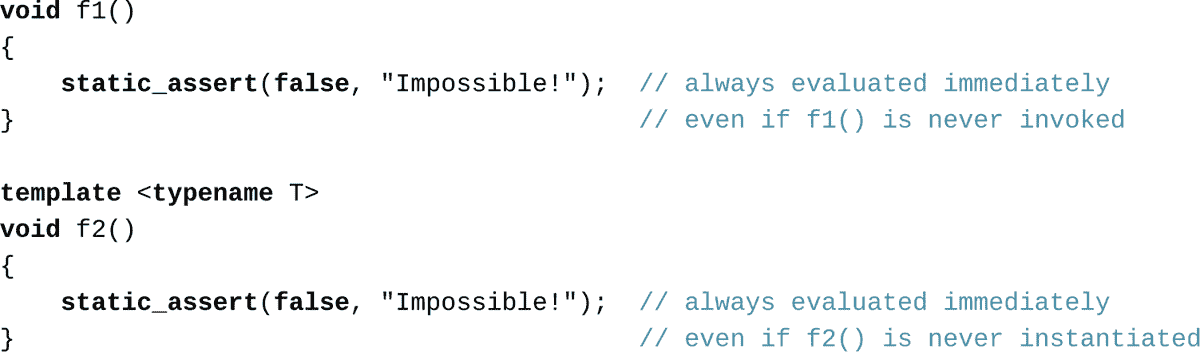 void f1()
{
    static_assert(false, "Impossible!");  // always evaluated immediately
}                                         // even if f1() is never invoked

template <typename T>
void f2()
{
    static_assert(false, "Impossible!");  // always evaluated immediately
}                                         // even if f2() is never instantiated